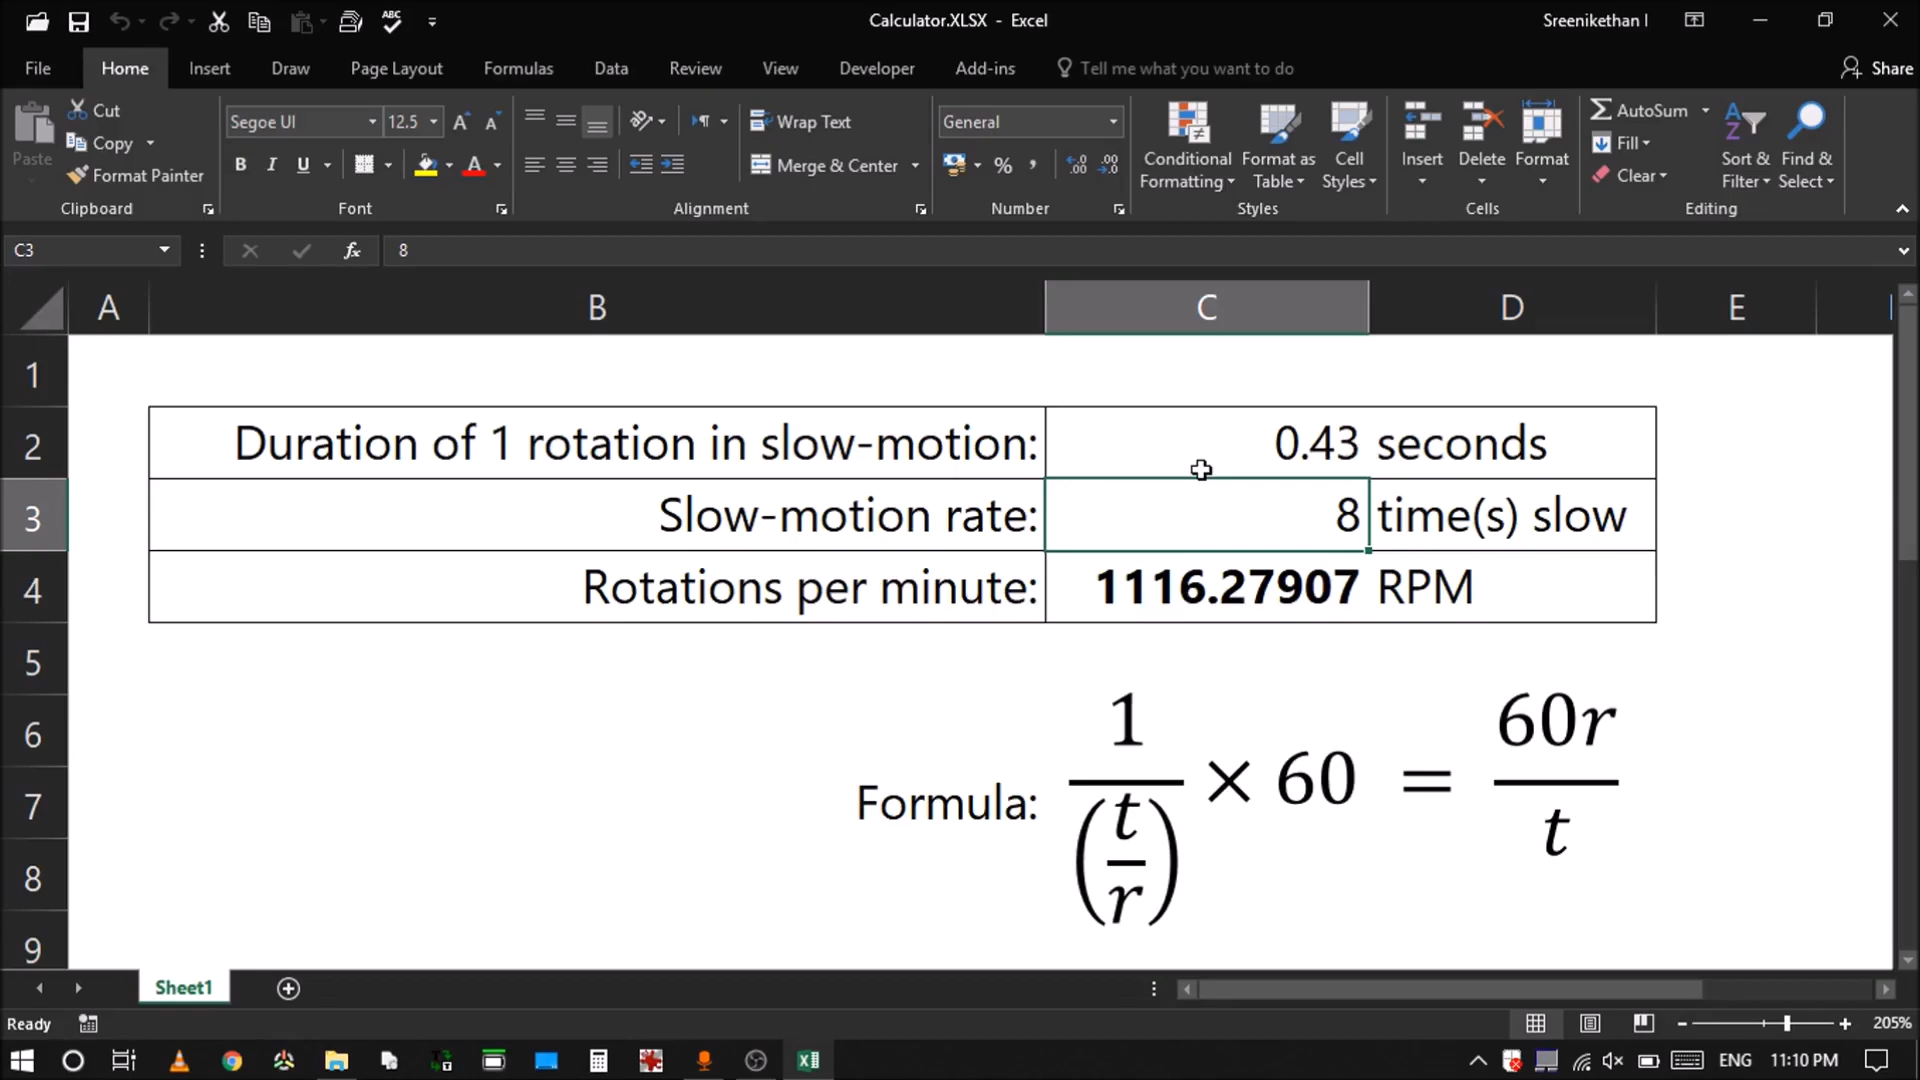 Calculator.XLSX - Excel
Sreenikethan I
File Home Insert Draw Page Layout Formulas Data Review View Developer Add-ins Tell me what you want to do Share
Paste
Cut
Copy
Format Painter
Clipboard
Segoe UI 12.5
B I U
Font
Wrap Text
Merge & Center
Alignment
General
Number
Conditional Formatting
Format as Table
Cell Styles
Styles
Insert
Delete
Format
Cells
AutoSum
Fill
Clear
Sort & Filter
Find & Select
Editing
C3 fx 8
A B C D E
1
2 Duration of 1 rotation in slow-motion: 0.43 seconds
3 Slow-motion rate: 8 time(s) slow
4 Rotations per minute: 1116.27907 RPM
5
6
7 Formula: 1/(t/r) × 60 = 60r/t
8
9
Sheet1
Ready 205%
ENG 11:10 PM